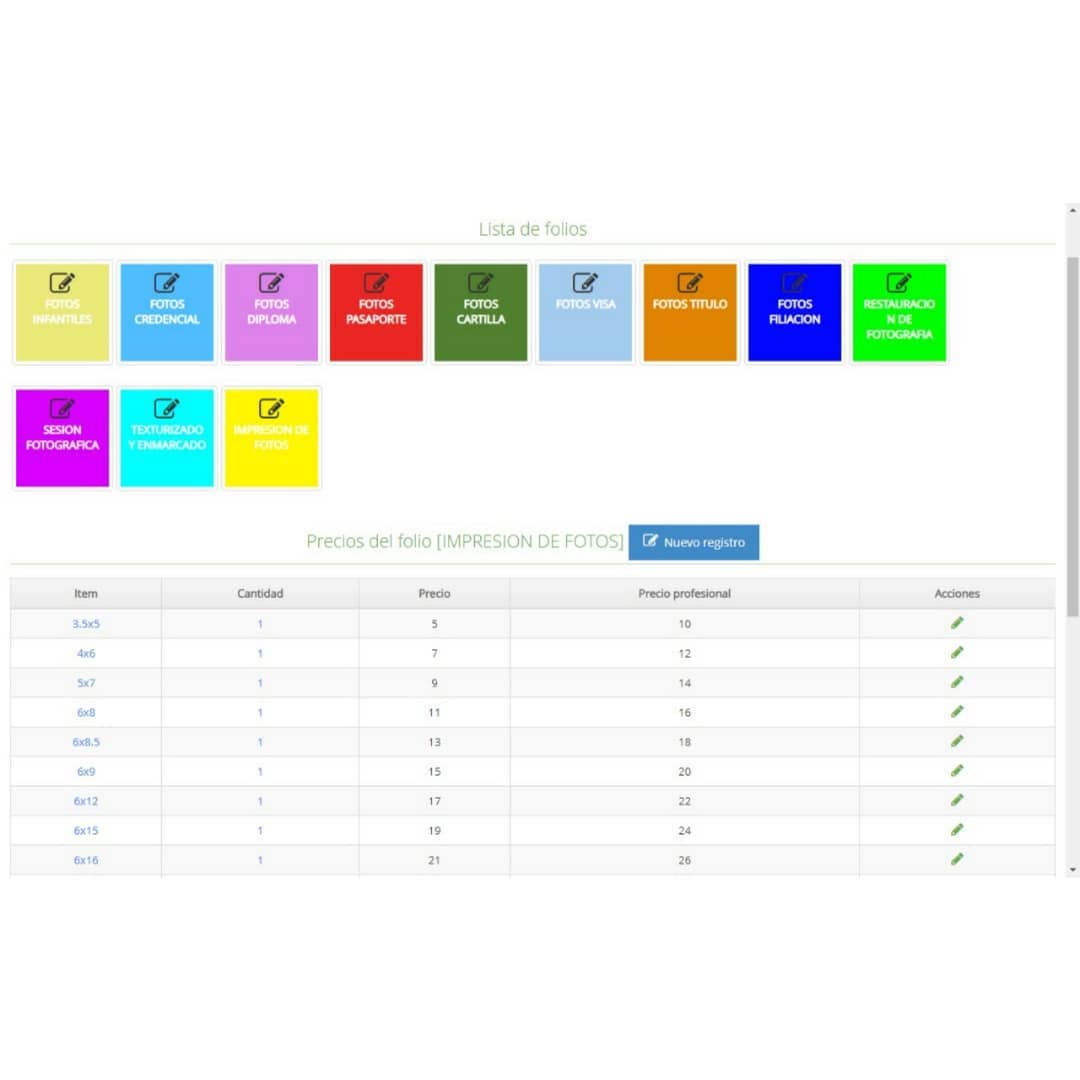 Lista de folios
FOTOS
INFANTILES
FOTOS
CREDENCIAL
FOTOS
DIPLOMA
FOTOS
PASAPORTE
FOTOS
CARTILLA
FOTOS VISA
FOTOS TITULO
FOTOS
FILIACION
RESTAURACIO
N DE
FOTOGRAFIA
SESION
FOTOGRAFICA
TEXTURIZADO
Y ENMARCADO
IMPRESION DE
FOTOS
Precios del folio [IMPRESION DE FOTOS] Nuevo registro
Item Cantidad Precio Precio profesional Acciones
3.5x5 1 5 10
4x6 1 7 12
5x7 1 9 14
6x8 1 11 16
6x8.5 1 13 18
6x9 1 15 20
6x12 1 17 22
6x15 1 19 24
6x16 1 21 26